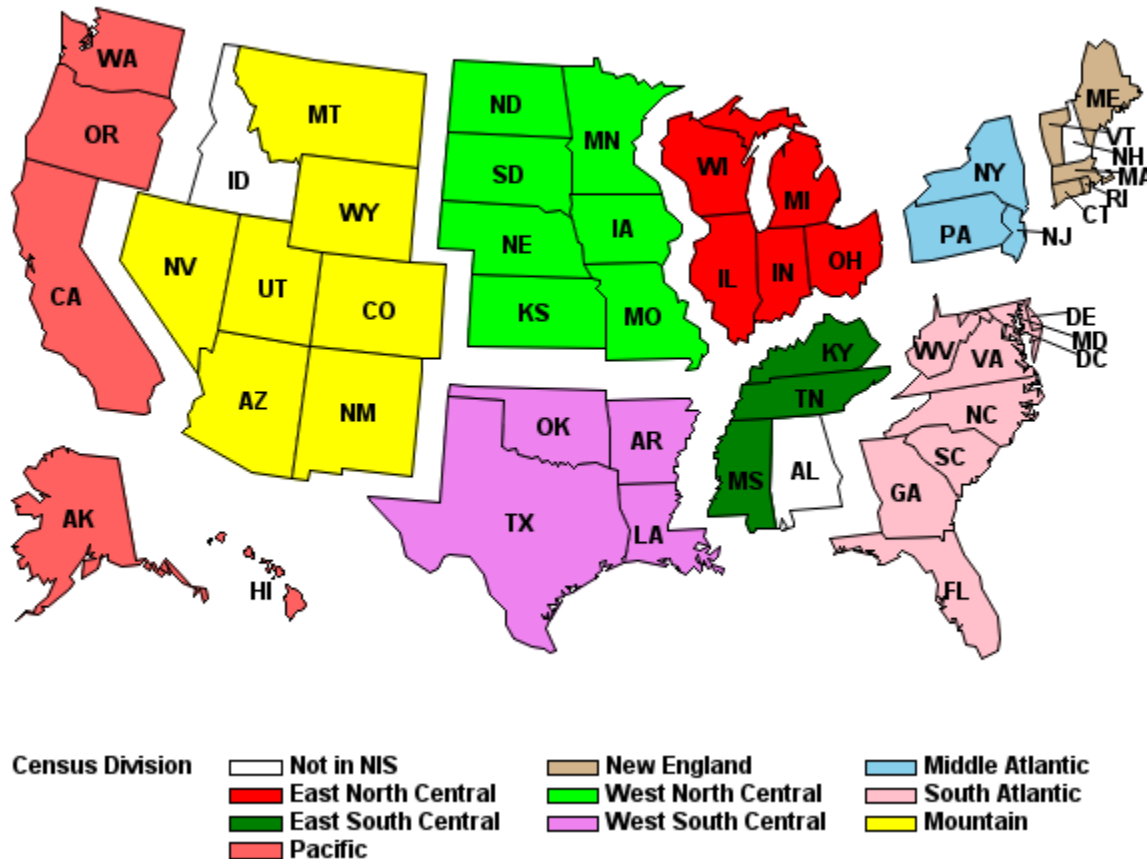 WA
MT
ND
MN
ME
OR
VT
NH
ID
SD
WI
NY
MA
MI
RI
WY
CT
NE
IA
PA
NJ
NV
UT
IL
IN
OH
CA
CO
KS
MO
DE
KY
WV
VA
MD
DC
AZ
NM
TN
NC
OK
AR
SC
MS
AL
GA
AK
TX
LA
HI
FL
Census Division
Not in NIS
New England
Middle Atlantic
East North Central
West North Central
South Atlantic
East South Central
West South Central
Mountain
Pacific